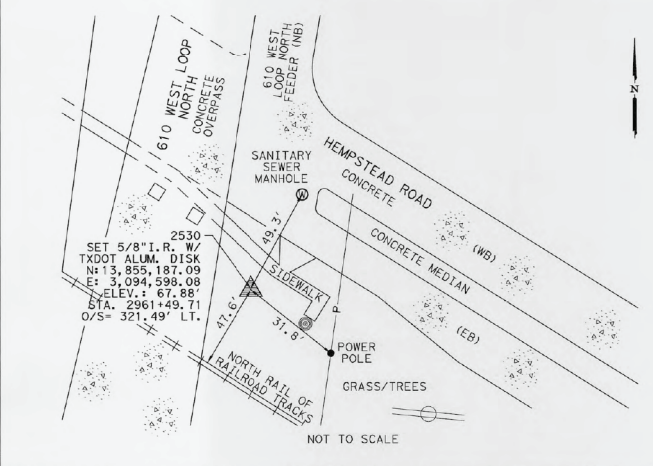 610 WEST LOOP
NORTH
CONCRETE
OVERPASS
610 WEST
LOOP NORTH
FEEDER (NB)
N
SANITARY
SEWER
MANHOLE
W
HEMPSTEAD ROAD
CONCRETE
(WB)
CONCRETE MEDIAN
(EB)
2530
SET 5/8"I.R. W/
TXDOT ALUM. DISK
N:13,855,187.09
E: 3,094,598.08
ELEV.: 67.88'
STA. 2961+49.71
O/S= 321.49' LT.
49.3'
SIDEWALK
47.6'
31.8'
P
POWER
POLE
NORTH RAIL OF
RAILROAD TRACKS
GRASS/TREES
NOT TO SCALE